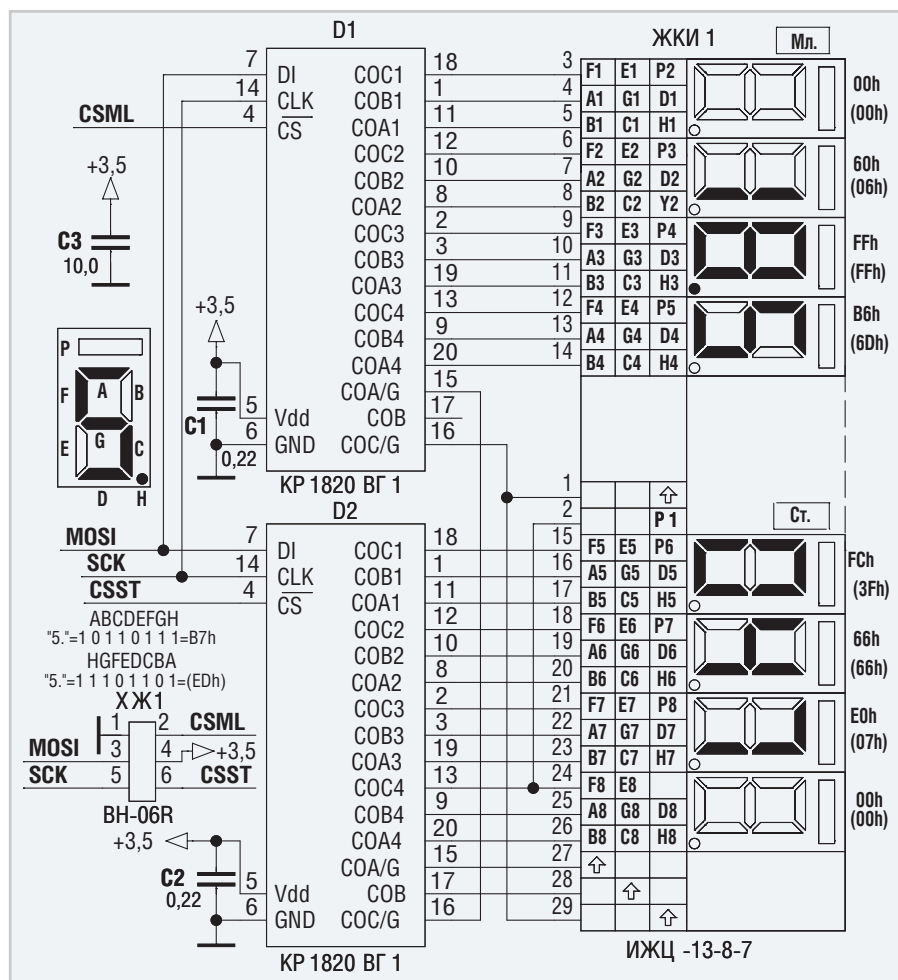 D1
ЖКИ 1
Мл.
7 DI COC1 18 3 F1 E1 P2
14 CLK COB1 1 4 A1 G1 D1
CSML 4 CS COA1 11 5 B1 C1 H1
00h
(00h)
COC2 12 6 F2 E2 P3
COB2 10 7 A2 G2 D2
COA2 8 8 B2 C2 Y2
60h
(06h)
COC3 2 9 F3 E3 P4
COB3 3 10 A3 G3 D3
COA3 19 11 B3 C3 H3
FFh
(FFh)
COC4 13 12 F4 E4 P5
COB4 9 13 A4 G4 D4
COA4 20 14 B4 C4 H4
B6h
(6Dh)
COA/G 15
COB 17
COC/G 16
+3,5
C3
10,0
+3,5
C1
0,22
5 Vdd
6 GND
КР 1820 ВГ 1
P
F A B
E G C
D H
1
2 P 1
Ст.
D2
MOSI 7 DI COC1 18 15 F5 E5 P6
SCK 14 CLK COB1 1 16 A5 G5 D5
CSST 4 CS COA1 11 17 B5 C5 H5
FCh
(3Fh)
COC2 12 18 F6 E6 P7
COB2 10 19 A6 G6 D6
COA2 8 20 B6 C6 H6
66h
(66h)
COC3 2 21 F7 E7 P8
COB3 3 22 A7 G7 D7
COA3 19 23 B7 C7 H7
E0h
(07h)
COC4 13 24 F8 E8
COB4 9 25 A8 G8 D8
COA4 20 26 B8 C8 H8
00h
(00h)
COA/G 15 27
COB 17 28
COC/G 16 29
ABCDEFGH
"5."=1 0 1 1 0 1 1 1=B7h
HGFEDCBA
"5."=1 1 1 0 1 1 0 1=(EDh)
ХЖ1
1 2 CSML
MOSI 3 4 +3,5
SCK 5 6 CSST
BH-06R
+3,5
C2
0,22
5 Vdd
6 GND
КР 1820 ВГ 1
ИЖЦ -13-8-7